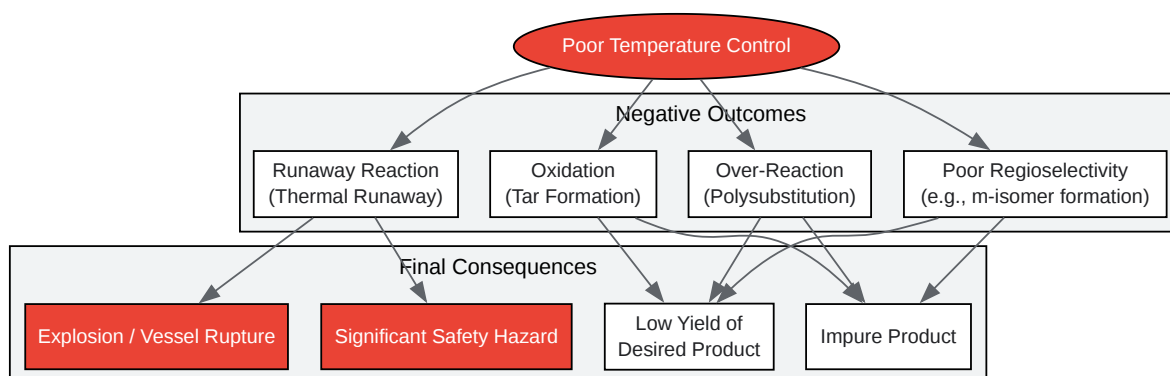 Poor Temperature Control
Negative Outcomes
Runaway Reaction
(Thermal Runaway)
Oxidation
(Tar Formation)
Over-Reaction
(Polysubstitution)
Poor Regioselectivity
(e.g., m-isomer formation)
Final Consequences
Explosion / Vessel Rupture
Significant Safety Hazard
Low Yield of
Desired Product
Impure Product